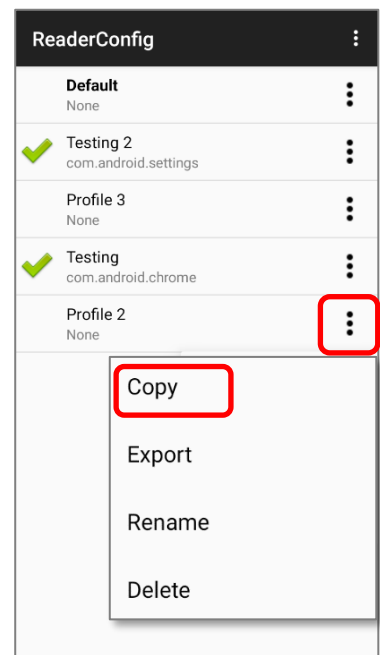 ReaderConfig
Default
None
Testing 2
com.android.settings
Profile 3
None
Testing
com.android.chrome
Profile 2
None
Copy
Export
Rename
Delete